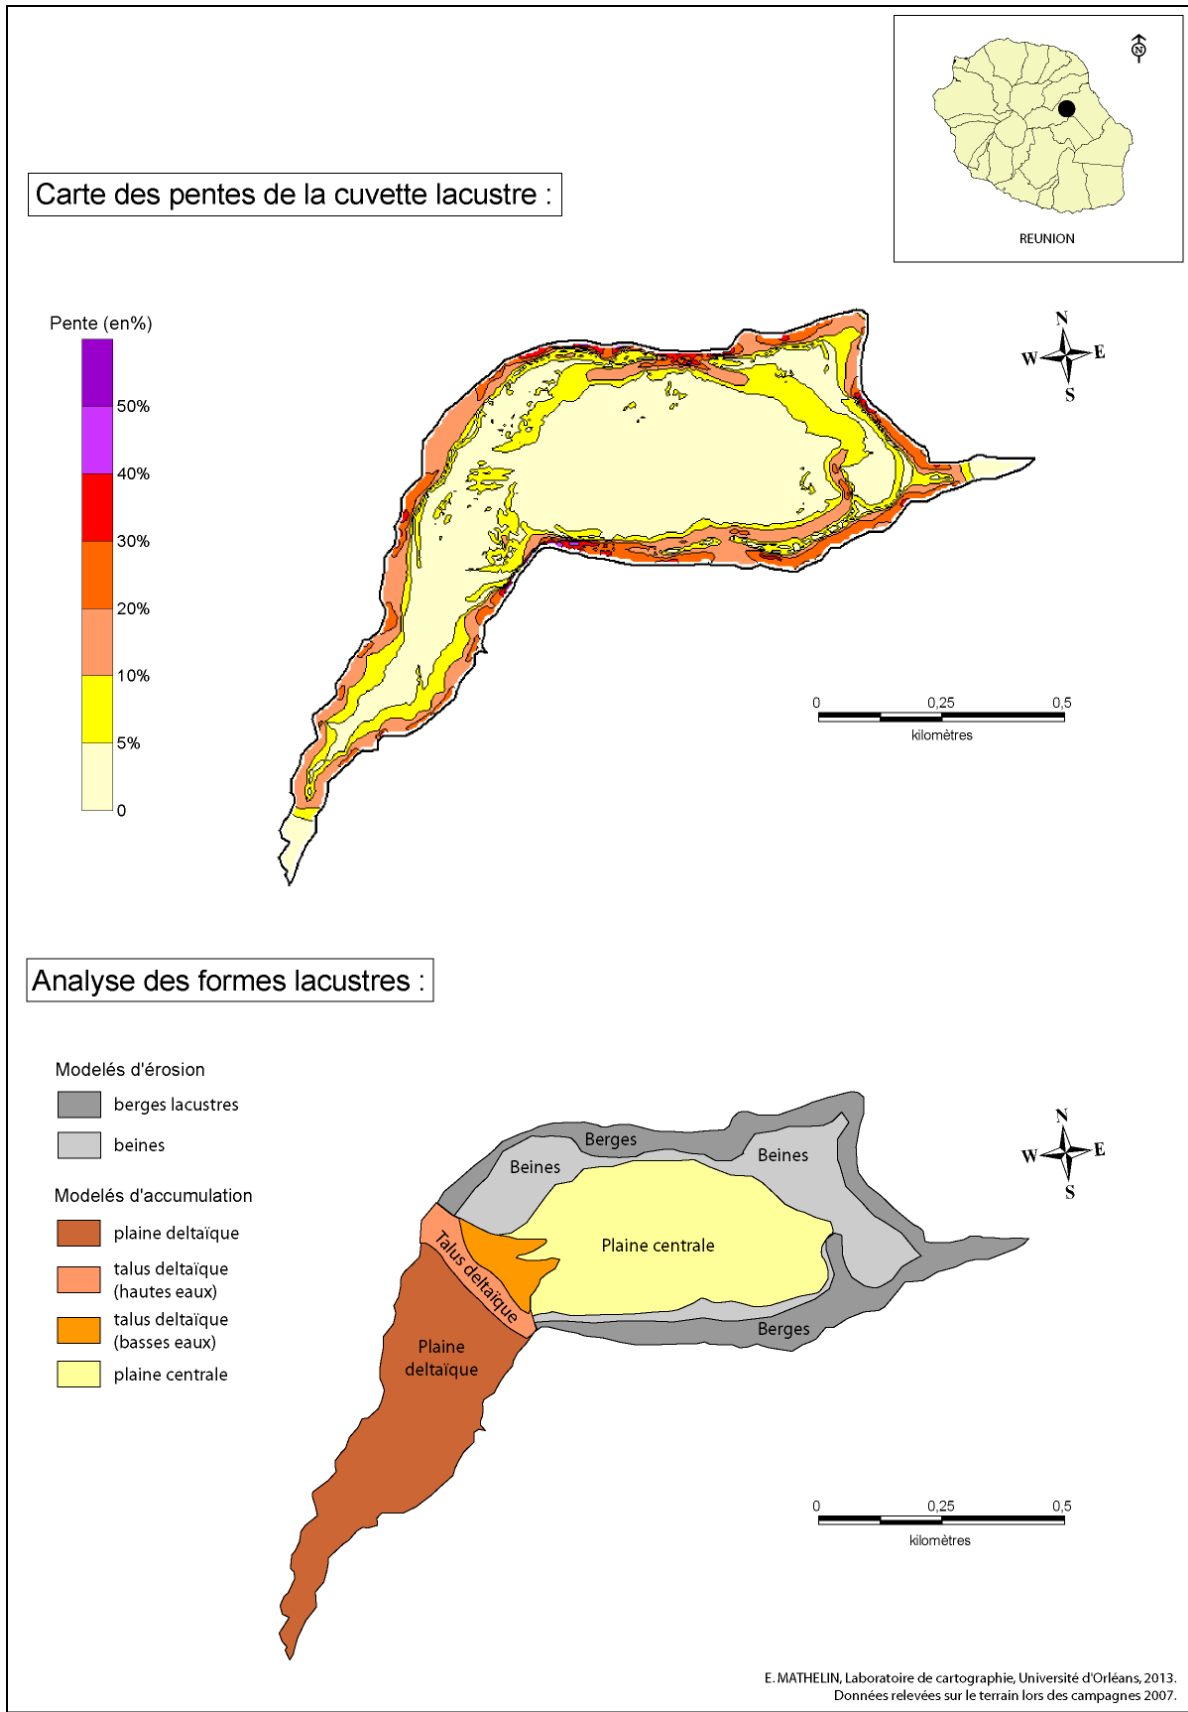 N
REUNION
Carte des pentes de la cuvette lacustre :
Pente (en%)
50%
40%
30%
20%
10%
5%
0
N
W E
S
0 0,25 0,5
kilomètres
Analyse des formes lacustres :
Modelés d'érosion
berges lacustres
beines
Modelés d'accumulation
plaine deltaïque
talus deltaïque
(hautes eaux)
talus deltaïque
(basses eaux)
plaine centrale
Berges
Beines
Beines
Plaine centrale
Talus deltaïque
Berges
Plaine
deltaïque
N
W E
S
0 0,25 0,5
kilomètres
E. MATHELIN, Laboratoire de cartographie, Université d'Orléans, 2013.
Données relevées sur le terrain lors des campagnes 2007.